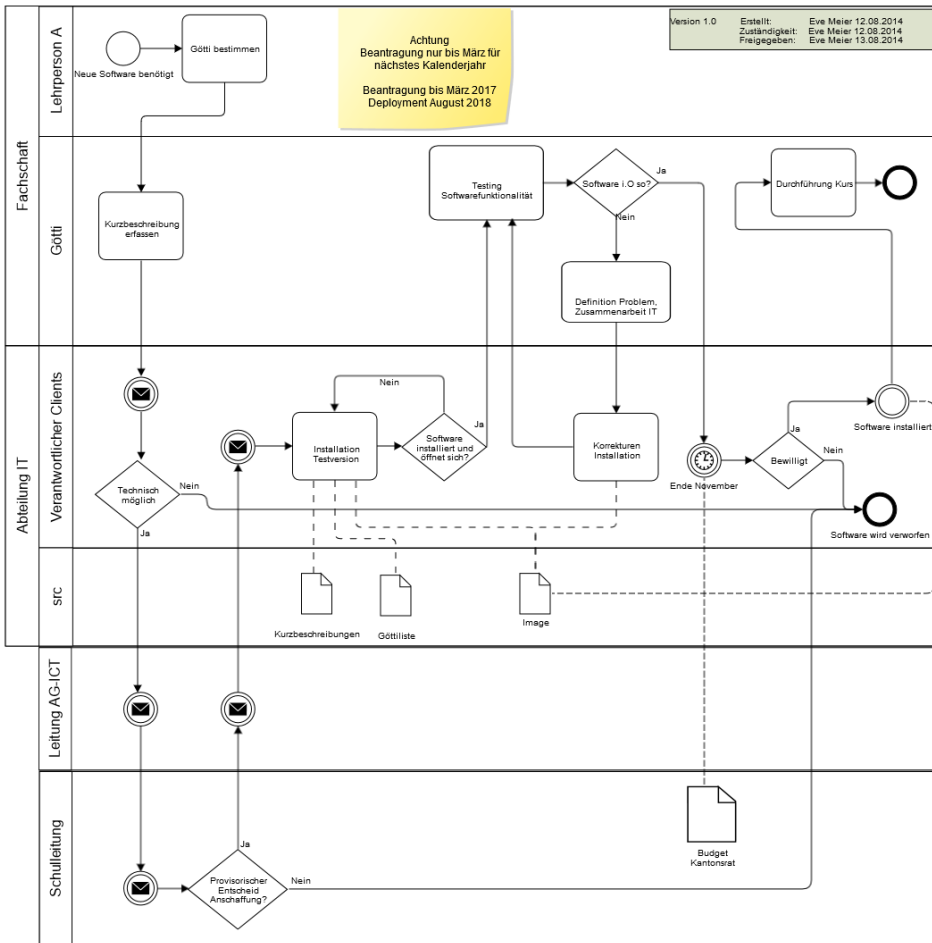 Fachschaft
Abteilung IT
Lehrperson A
Götti
Verantwortlicher Clients
src
Leitung AG-ICT
Schulleitung
Neue Software benötigt
Götti bestimmen
Achtung
Beantragung nur bis März für
nächstes Kalenderjahr
Beantragung bis März 2017
Deployment August 2018
Version 1.0 Erstellt: Eve Meier 12.08.2014
Zuständigkeit: Eve Meier 12.08.2014
Freigegeben: Eve Meier 13.08.2014
Kurzbeschreibung
erfassen
Testing
Softwarefunktionalität
Software i.O so?
Ja
Nein
Durchführung Kurs
Definition Problem,
Zusammenarbeit IT
Technisch
möglich
Nein
Ja
Installation
Testversion
Nein
Software
installiert und
öffnet sich?
Ja
Korrekturen
Installation
Ende November
Bewilligt
Ja
Nein
Software installiert
Software wird verworfen
Kurzbeschreibungen
Göttiliste
Image
Provisorischer
Entscheid
Anschaffung?
Ja
Nein
Budget
Kantonsrat